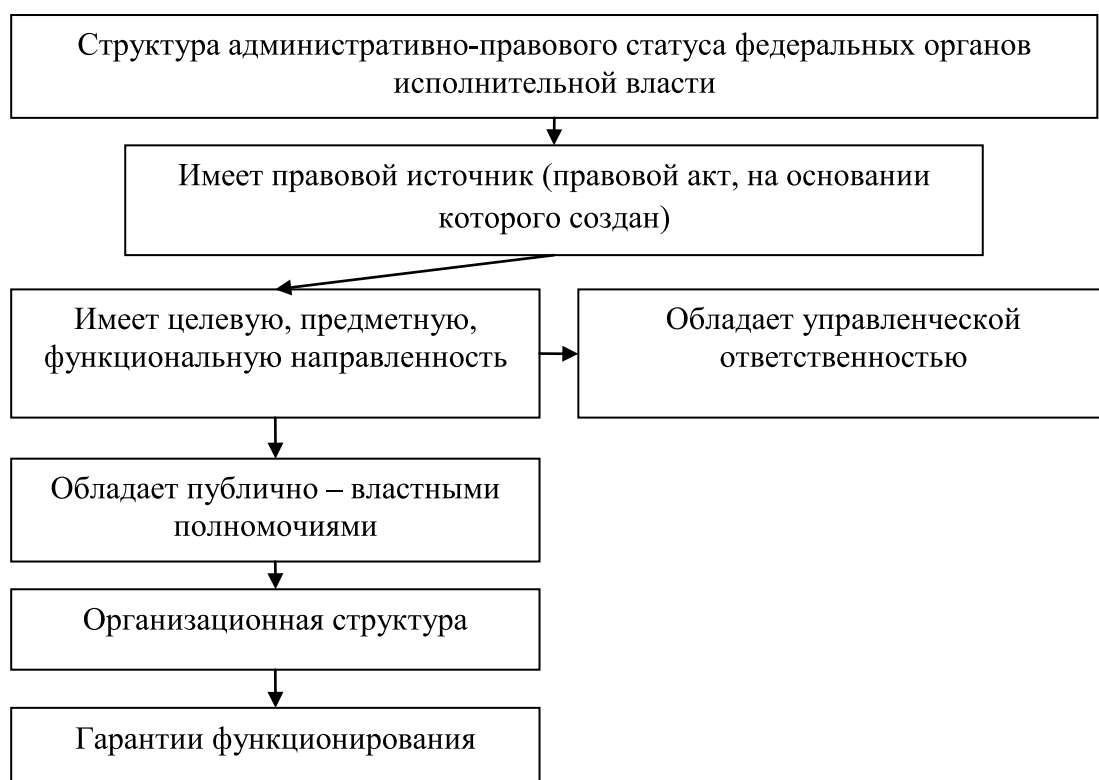 Структура административно-правового статуса федеральных органов
исполнительной власти
Имеет правовой источник (правовой акт, на основании
которого создан)
Имеет целевую, предметную,
функциональную направленность
Обладает управленческой
ответственностью
Обладает публично – властными
полномочиями
Организационная структура
Гарантии функционирования